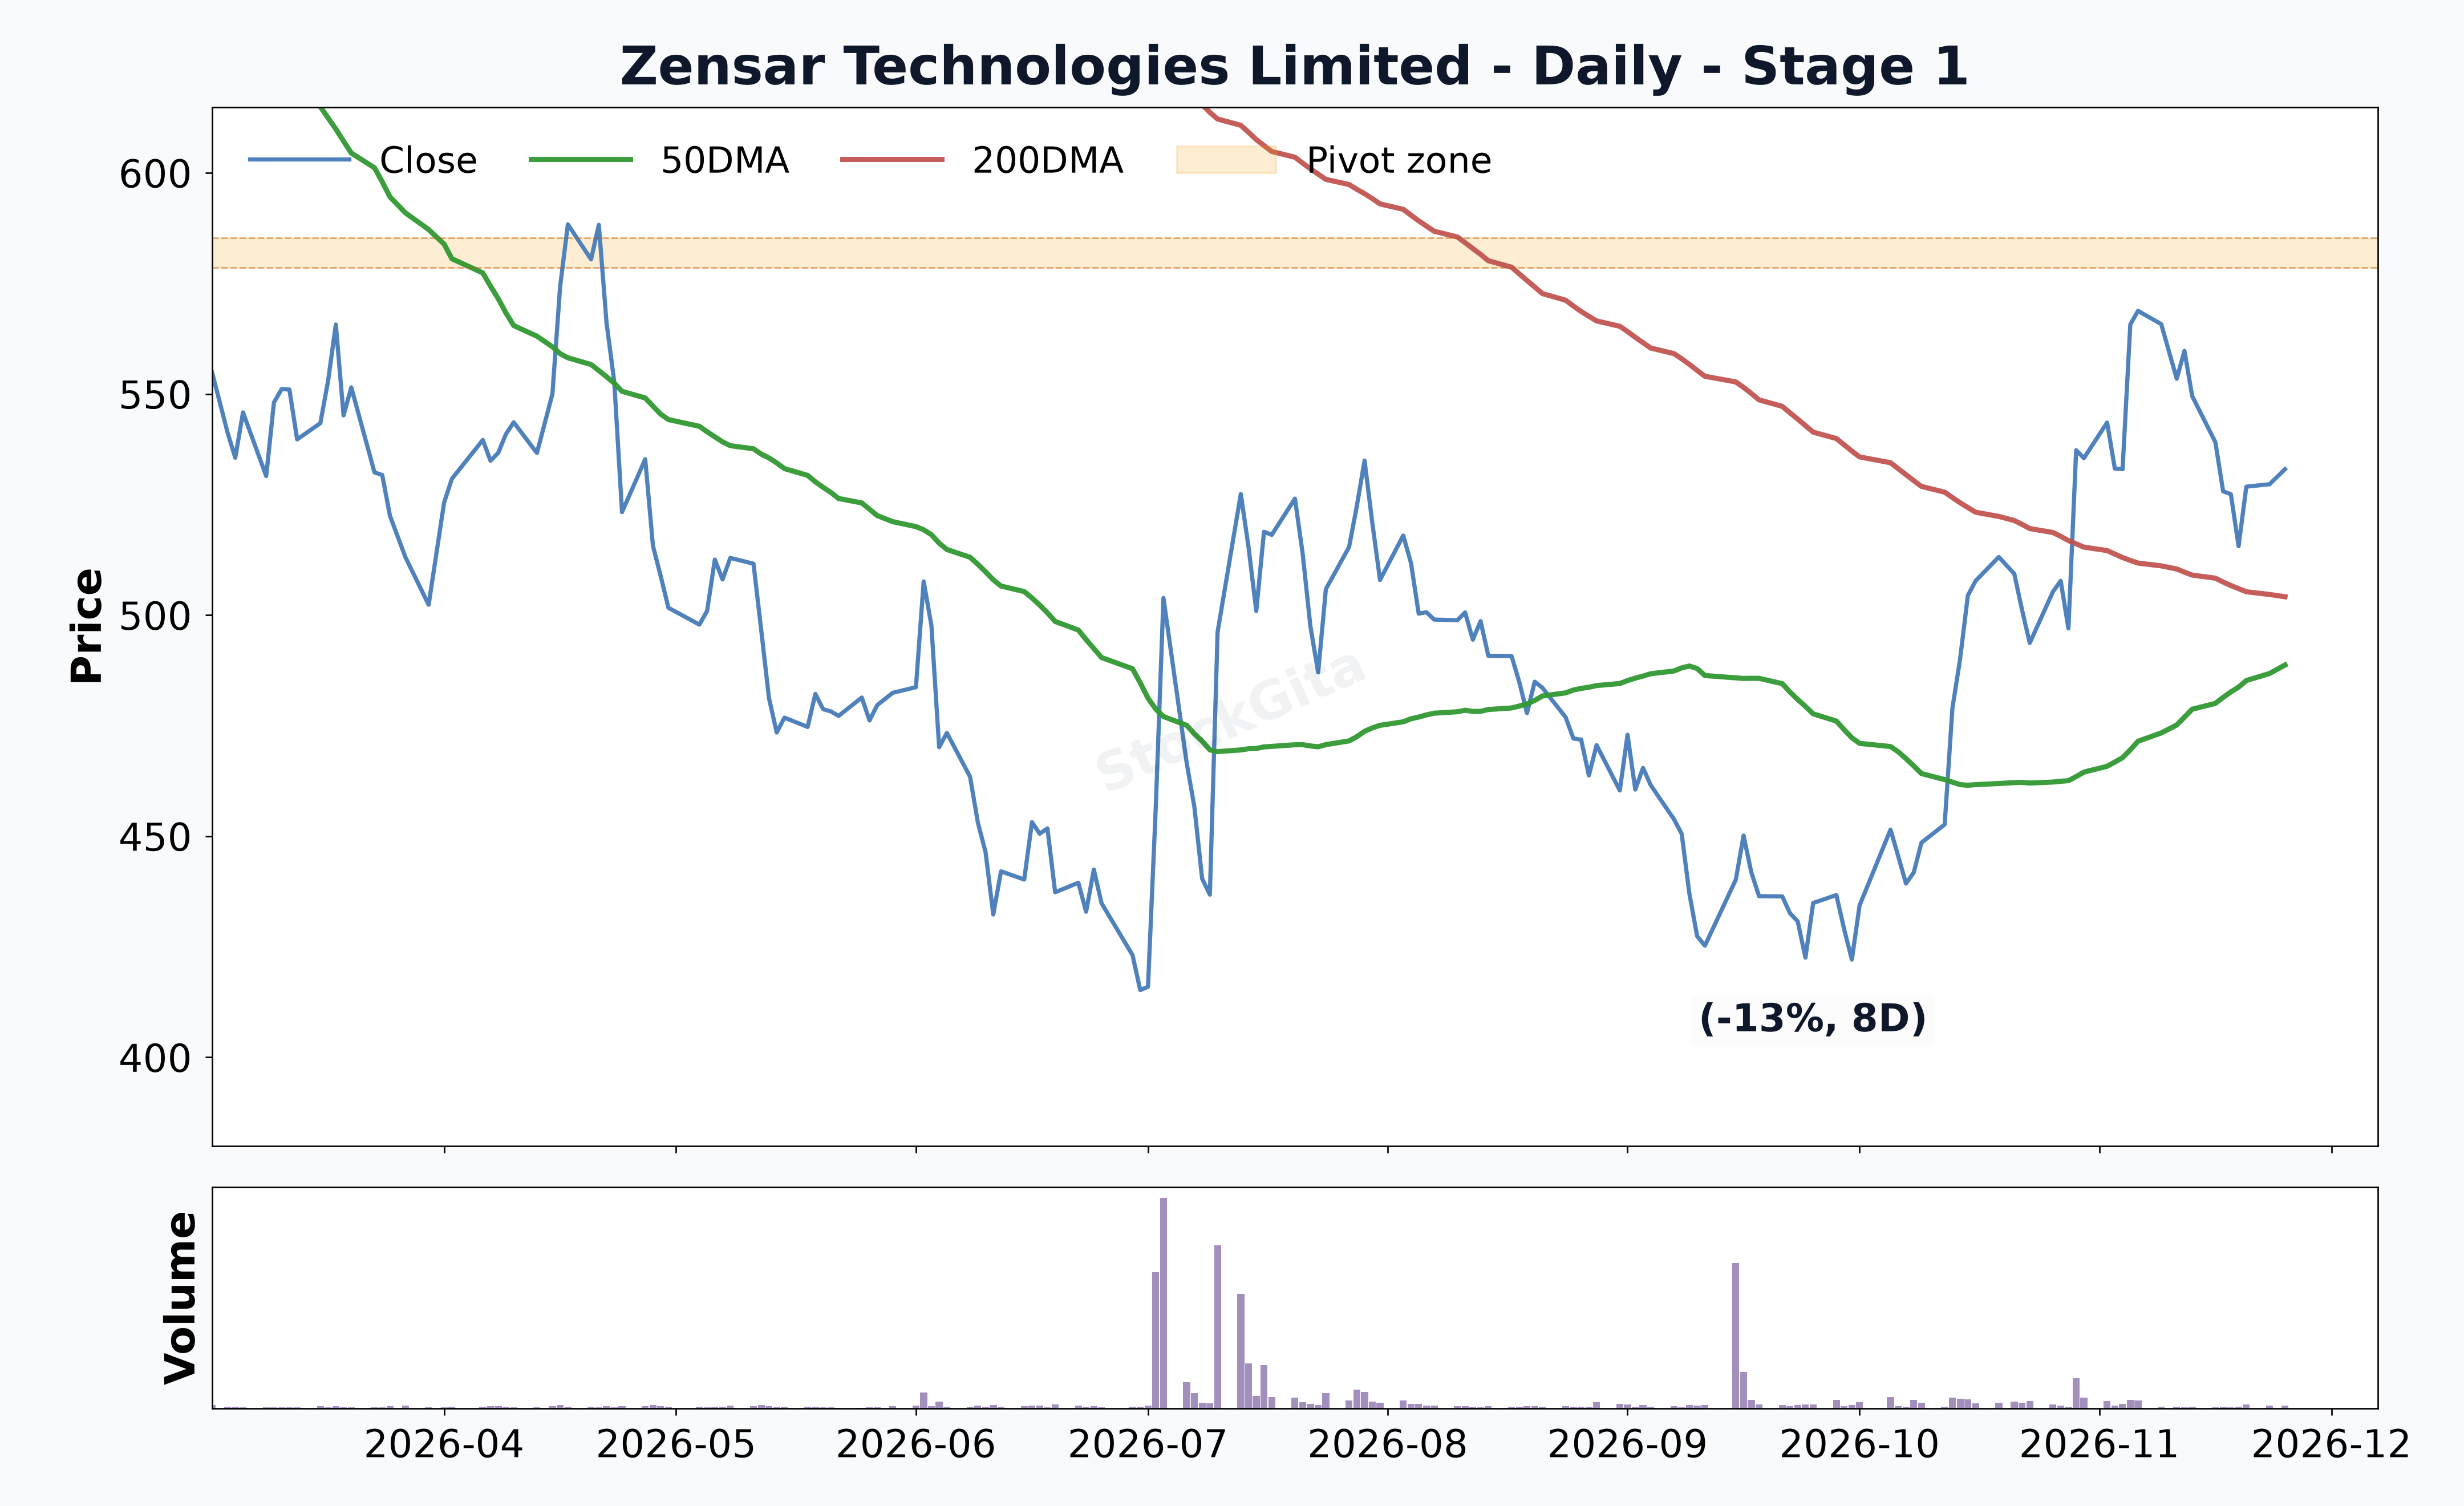 Zensar Technologies Limited - Daily - Stage 1
Close 50DMA 200DMA Pivot zone
Price
600
550
500
450
400
StockGita
(-13%, 8D)
Volume
2026-04 2026-05 2026-06 2026-07 2026-08 2026-09 2026-10 2026-11 2026-12